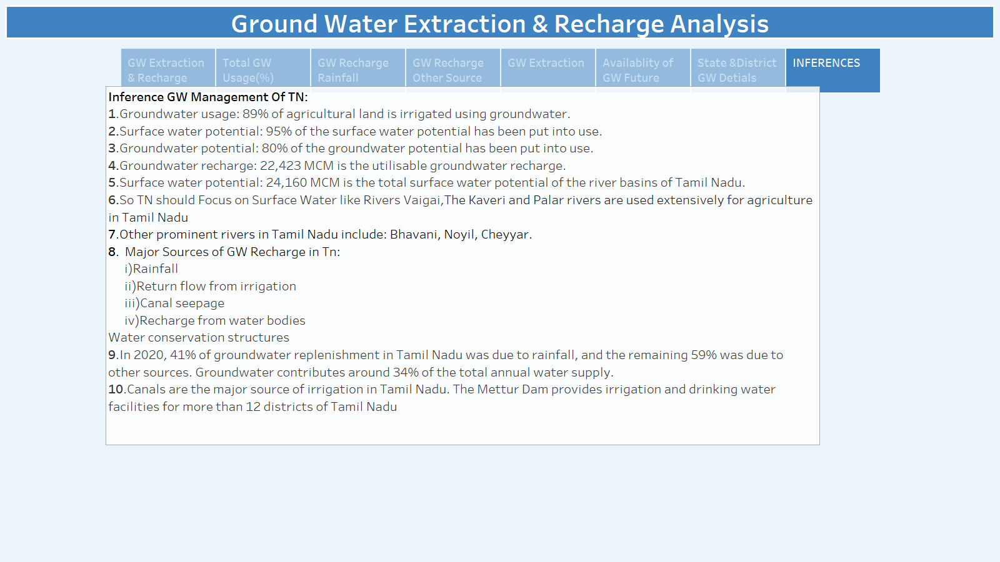 Ground Water Extraction & Recharge Analysis
GW Extraction
& Recharge
Total GW
Usage(%)
GW Recharge
Rainfall
GW Recharge
Other Source
GW Extraction
Availablity of
GW Future
State &District
GW Detials
INFERENCES
Inference GW Management Of TN:
1.Groundwater usage: 89% of agricultural land is irrigated using groundwater.
2.Surface water potential: 95% of the surface water potential has been put into use.
3.Groundwater potential: 80% of the groundwater potential has been put into use.
4.Groundwater recharge: 22,423 MCM is the utilisable groundwater recharge.
5.Surface water potential: 24,160 MCM is the total surface water potential of the river basins of Tamil Nadu.
6.So TN should Focus on Surface Water like Rivers Vaigai,The Kaveri and Palar rivers are used extensively for agriculture
in Tamil Nadu
7.Other prominent rivers in Tamil Nadu include: Bhavani, Noyil, Cheyyar.
8.  Major Sources of GW Recharge in Tn:
i)Rainfall
ii)Return flow from irrigation
iii)Canal seepage
iv)Recharge from water bodies
Water conservation structures
9.In 2020, 41% of groundwater replenishment in Tamil Nadu was due to rainfall, and the remaining 59% was due to
other sources. Groundwater contributes around 34% of the total annual water supply.
10.Canals are the major source of irrigation in Tamil Nadu. The Mettur Dam provides irrigation and drinking water
facilities for more than 12 districts of Tamil Nadu